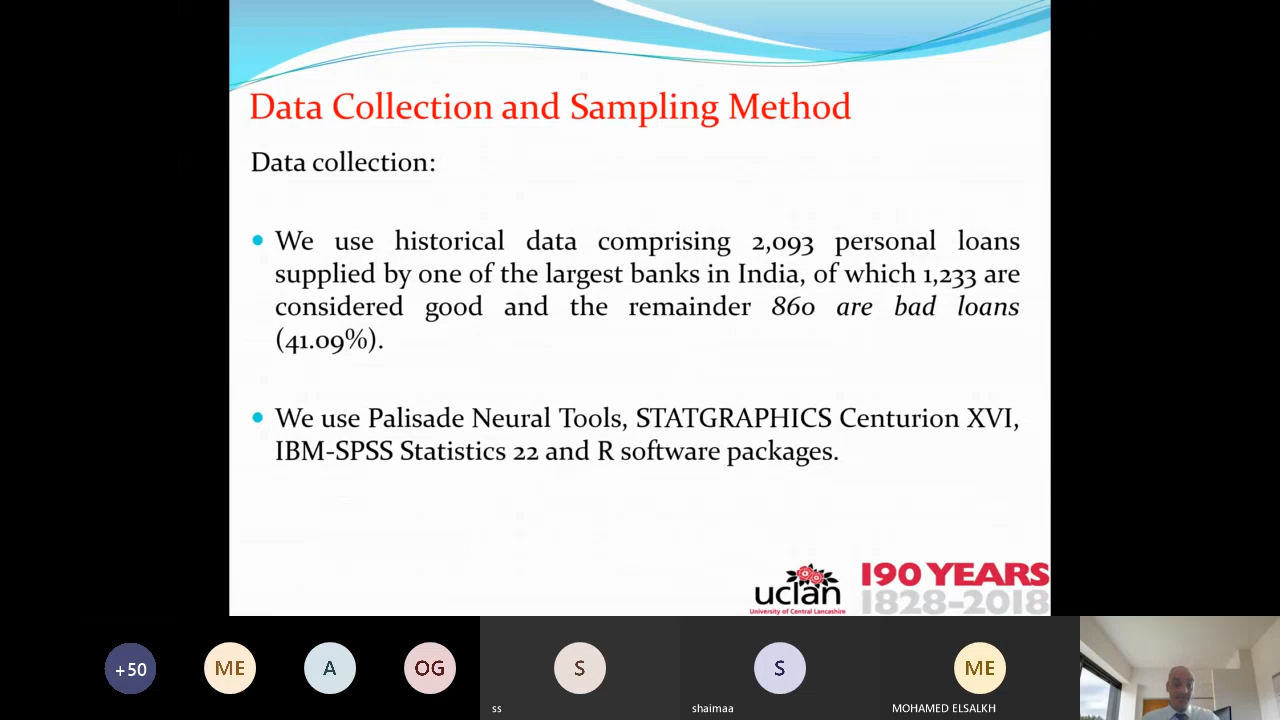 Data Collection and Sampling Method
Data collection:
We use historical data comprising 2,093 personal loans
supplied by one of the largest banks in India, of which 1,233 are
considered good and the remainder 860 are bad loans
(41.09%).
We use Palisade Neural Tools, STATGRAPHICS Centurion XVI,
IBM-SPSS Statistics 22 and R software packages.
uclan
University of Central Lancashire
190 YEARS
1828-2018
+50
ME
A
OG
S
S
ME
ss
shaimaa
MOHAMED ELSALKH